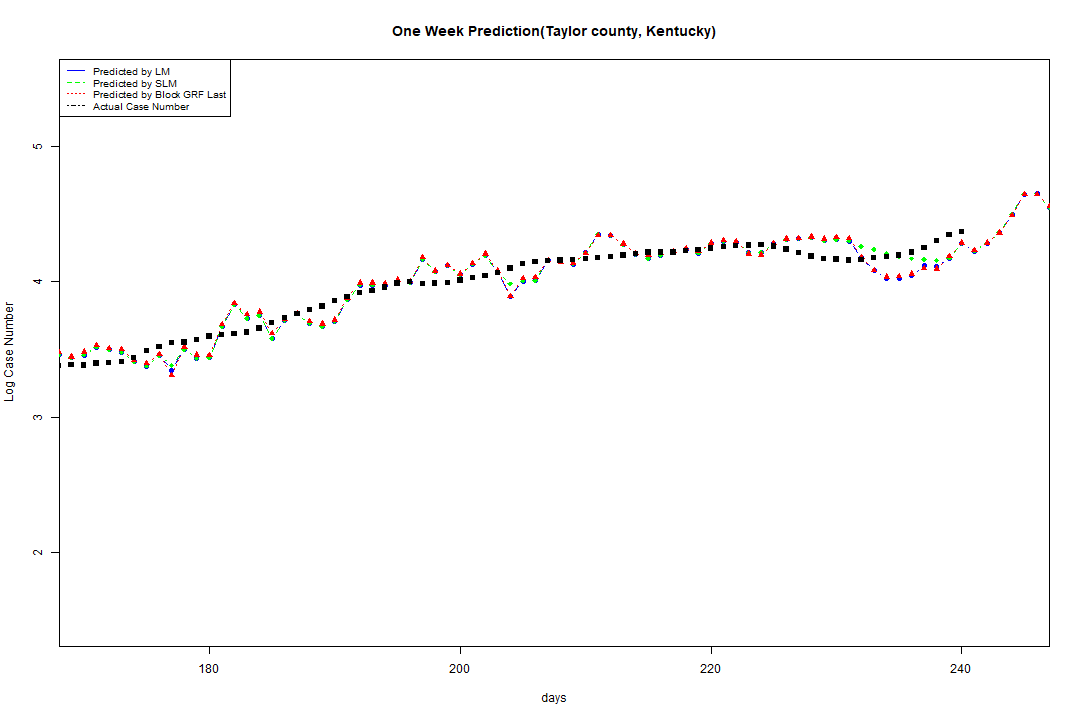 One Week Prediction(Taylor county, Kentucky)
Predicted by LM
Predicted by SLM
Predicted by Block GRF Last
Actual Case Number
5
4
3
2
Log Case Number
180
200
220
240
days